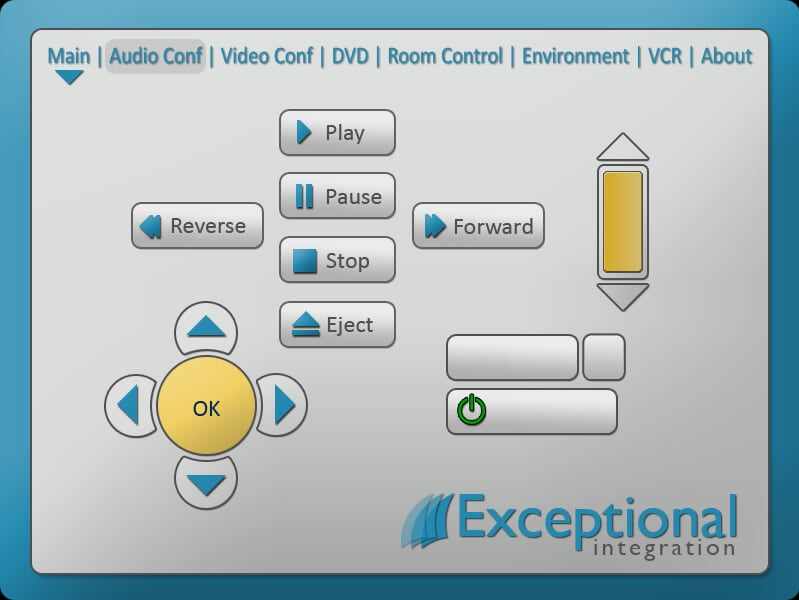 Main | Audio Conf | Video Conf | DVD | Room Control | Environment | VCR | About
Play
Pause
Reverse
Forward
Stop
Eject
OK
Exceptional
integration